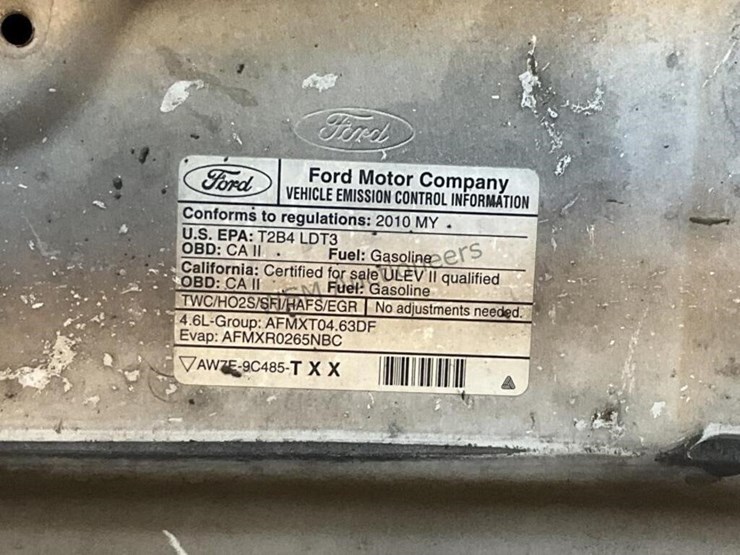 Ford
Ford
Ford Motor Company
VEHICLE EMISSION CONTROL INFORMATION
Conforms to regulations: 2010 MY
U.S. EPA: T2B4 LDT3
OBD: CA II Fuel: Gasoline
California: Certified for sale ULEV II qualified
OBD: CA II Fuel: Gasoline
TWC/HO2S/SFI/HAFS/EGR No adjustments needed.
4.6L-Group: AFMXT04.63DF
Evap: AFMXR0265NBC
AW7E-9C485-T X X